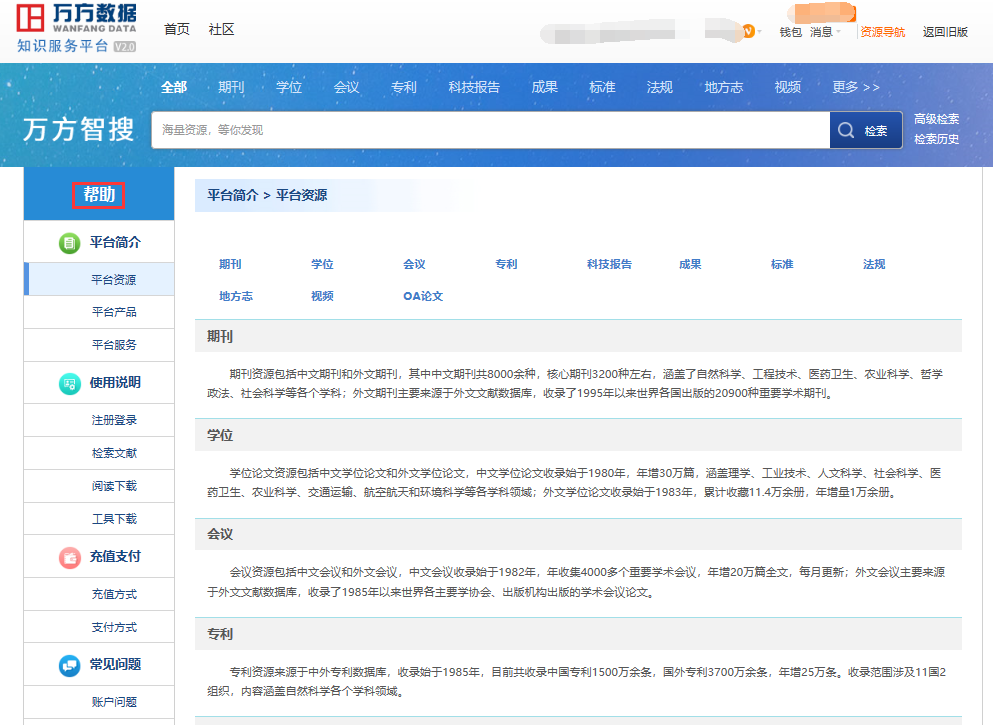 万方数据
WANFANG DATA
知识服务平台 V2.0
首页 社区
V
钱包 消息 资源导航 返回旧版
全部 期刊 学位 会议 专利 科技报告 成果 标准 法规 地方志 视频 更多 >>
万方智搜
海量资源，等你发现
检索
高级检索
检索历史
帮助
平台简介
平台资源
平台产品
平台服务
使用说明
注册登录
检索文献
阅读下载
工具下载
充值支付
充值方式
支付方式
常见问题
账户问题
平台简介 > 平台资源
期刊 学位 会议 专利 科技报告 成果 标准 法规
地方志 视频 OA论文
期刊
期刊资源包括中文期刊和外文期刊，其中中文期刊共8000余种，核心期刊3200种左右，涵盖了自然科学、工程技术、医药卫生、农业科学、哲学
政法、社会科学等各个学科；外文期刊主要来源于外文文献数据库，收录了1995年以来世界各国出版的20900种重要学术期刊。
学位
学位论文资源包括中文学位论文和外文学位论文，中文学位论文收录始于1980年，年增30万篇，涵盖理学、工业技术、人文科学、社会科学、医
药卫生、农业科学、交通运输、航空航天和环境科学等各学科领域；外文学位论文收录始于1983年，累计收藏11.4万余册，年增量1万余册。
会议
会议资源包括中文会议和外文会议，中文会议收录始于1982年，年收集4000多个重要学术会议，年增20万篇全文，每月更新；外文会议主要来源
于外文文献数据库，收录了1985年以来世界各主要学协会、出版机构出版的学术会议论文。
专利
专利资源来源于中外专利数据库，收录始于1985年，目前共收录中国专利1500万余条，国外专利3700万余条，年增25万条。收录范围涉及11国2
组织，内容涵盖自然科学各个学科领域。